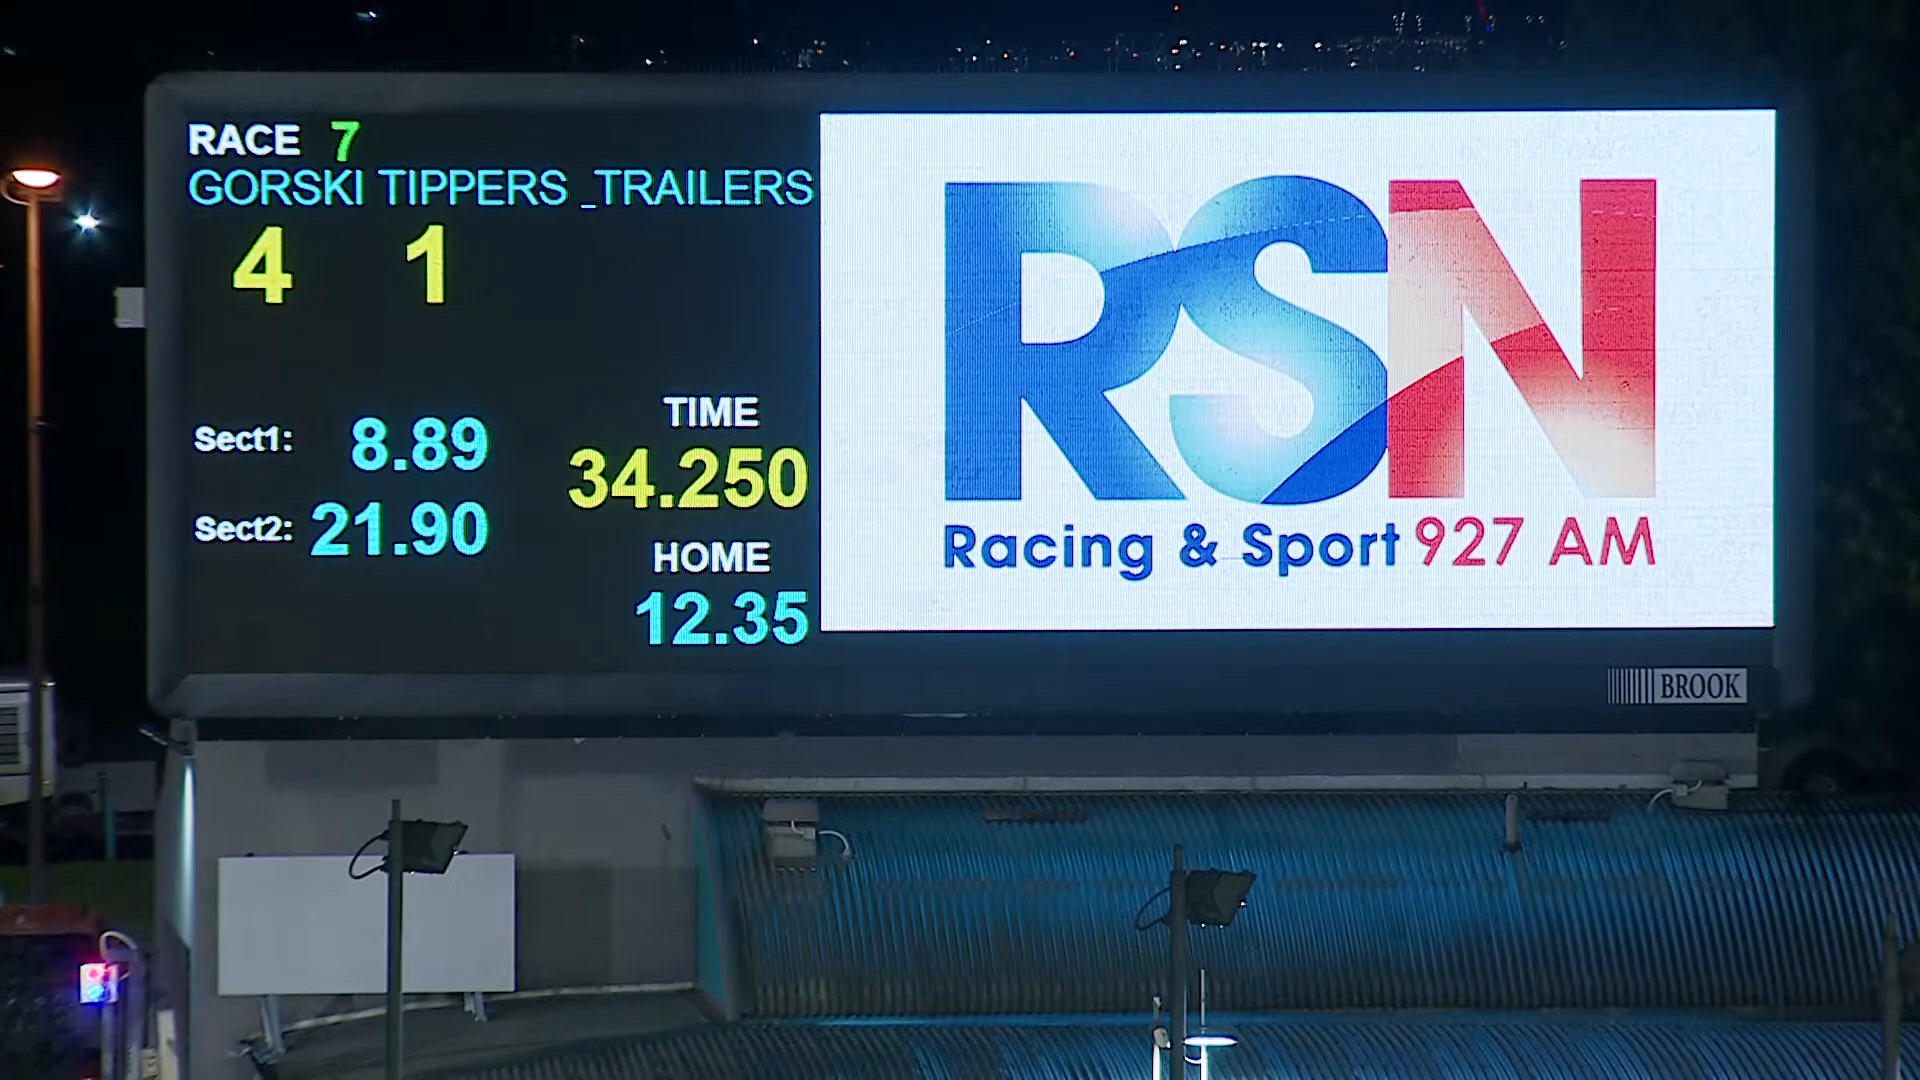 RACE 7
GORSKI TIPPERS _TRAILERS
4 1
Sect1: 8.89
Sect2: 21.90
TIME
34.250
HOME
12.35
RSN
Racing & Sport 927 AM
BROOK